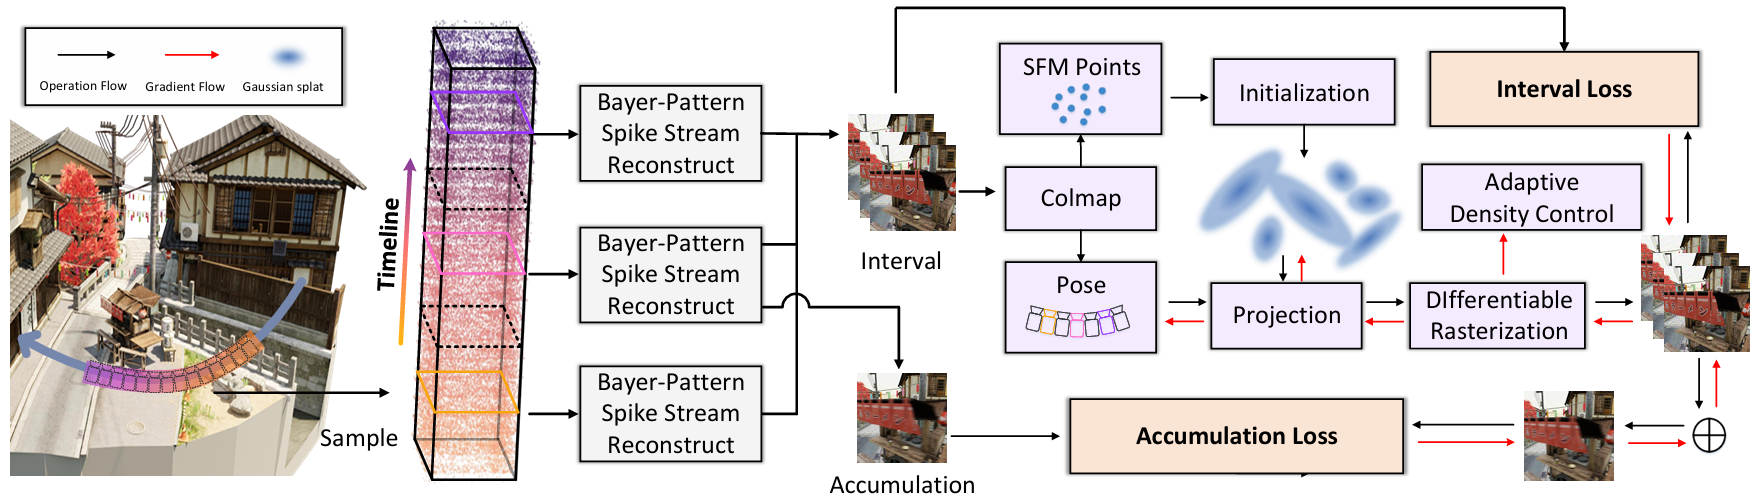 Operation Flow
Gradient Flow
Gaussian splat
Timeline
Sample
Bayer-Pattern
Spike Stream
Reconstruct
Bayer-Pattern
Spike Stream
Reconstruct
Bayer-Pattern
Spike Stream
Reconstruct
Interval
Accumulation
SFM Points
Colmap
Pose
Initialization
Projection
Interval Loss
Adaptive
Density Control
DIfferentiable
Rasterization
Accumulation Loss